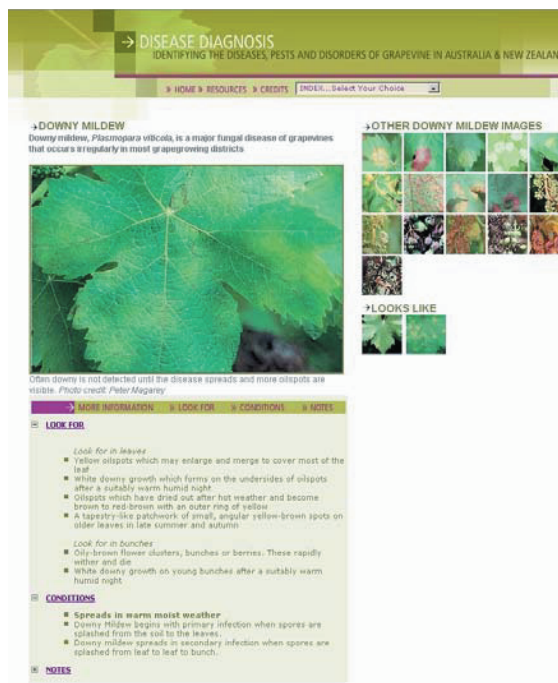 DISEASE DIAGNOSIS
IDENTIFYING THE DISEASES, PESTS AND DISORDERS OF GRAPEVINE IN AUSTRALIA & NEW ZEALAN
» HOME » RESOURCES » CREDITS INDEX...Select Your Choice
DOWNY MILDEW
Downy mildew, Plasmopara viticola, is a major fungal disease of grapevines
that occurs irregularly in most grapegrowing districts
OTHER DOWNY MILDEW IMAGES
LOOKS LIKE
Often downy is not detected until the disease spreads and more oilspots are
visible. Photo credit: Peter Magarey
MORE INFORMATION » LOOK FOR » CONDITIONS » NOTES
LOOK FOR
Look for in leaves
Yellow oilspots which may enlarge and merge to cover most of the
leaf
White downy growth which forms on the undersides of oilspots
after a suitably warm humid night
Oilspots which have dried out after hot weather and become
brown to red-brown with an outer ring of yellow
A tapestry-like patchwork of small, angular yellow-brown spots on
older leaves in late summer and autumn
Look for in bunches
Oily-brown flower clusters, bunches or berries. These rapidly
wither and die
White downy growth on young bunches after a suitably warm
humid night
CONDITIONS
Spreads in warm moist weather
Downy Mildew begins with primary infection when spores are
splashed from the soil to the leaves.
Downy mildew spreads in secondary infection when spores are
splashed from leaf to leaf to bunch.
NOTES